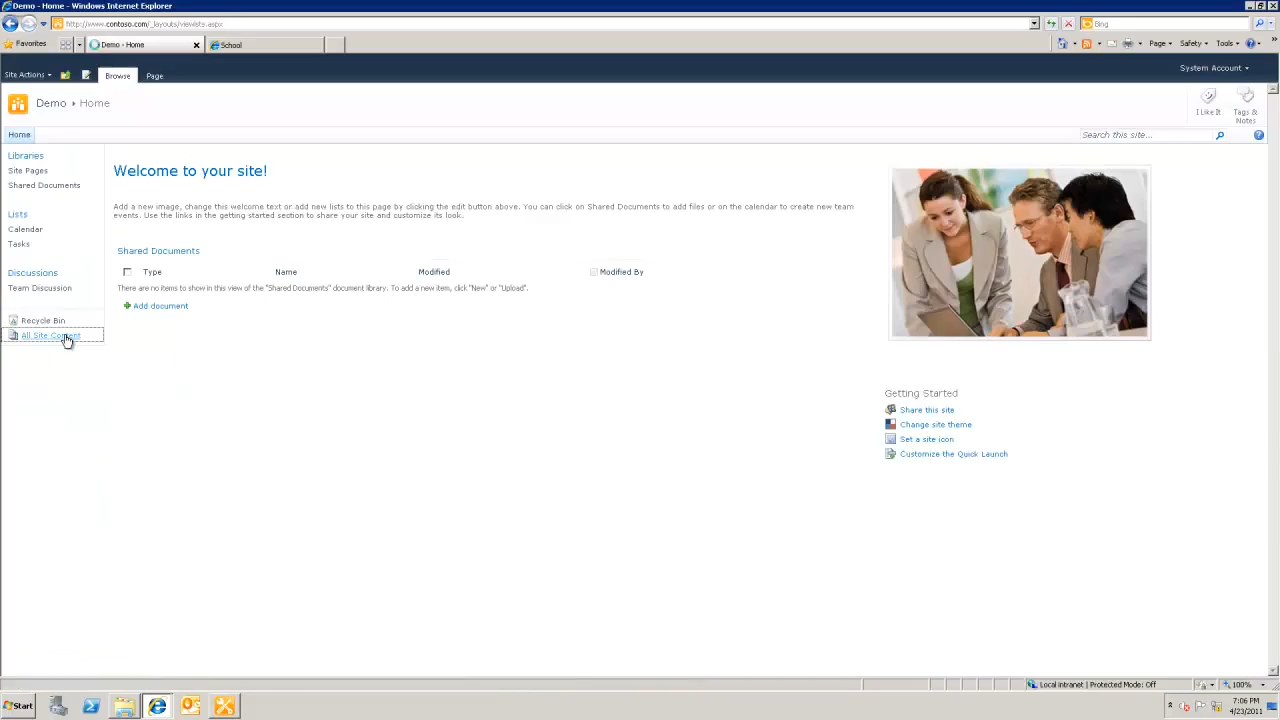 Demo - Home - Windows Internet Explorer
http://www.contoso.com/_layouts/viewlsts.aspx
Bing
Favorites
Demo - Home
School
Page
Safety
Tools
Site Actions
Browse
Page
System Account
Demo
Home
I Like It
Tags &
Notes
Home
Search this site...
Libraries
Site Pages
Shared Documents
Lists
Calendar
Tasks
Discussions
Team Discussion
Recycle Bin
All Site Content
Welcome to your site!
Add a new image, change this welcome text or add new lists to this page by clicking the edit button above. You can click on Shared Documents to add files or on the calendar to create new team
events. Use the links in the getting started section to share your site and customize its look.
Shared Documents
Type Name Modified Modified By
There are no items to show in this view of the "Shared Documents" document library. To add a new item, click "New" or "Upload".
Add document
Getting Started
Share this site
Change site theme
Set a site icon
Customize the Quick Launch
Local intranet | Protected Mode: Off
100%
Start
7:06 PM
4/23/2011